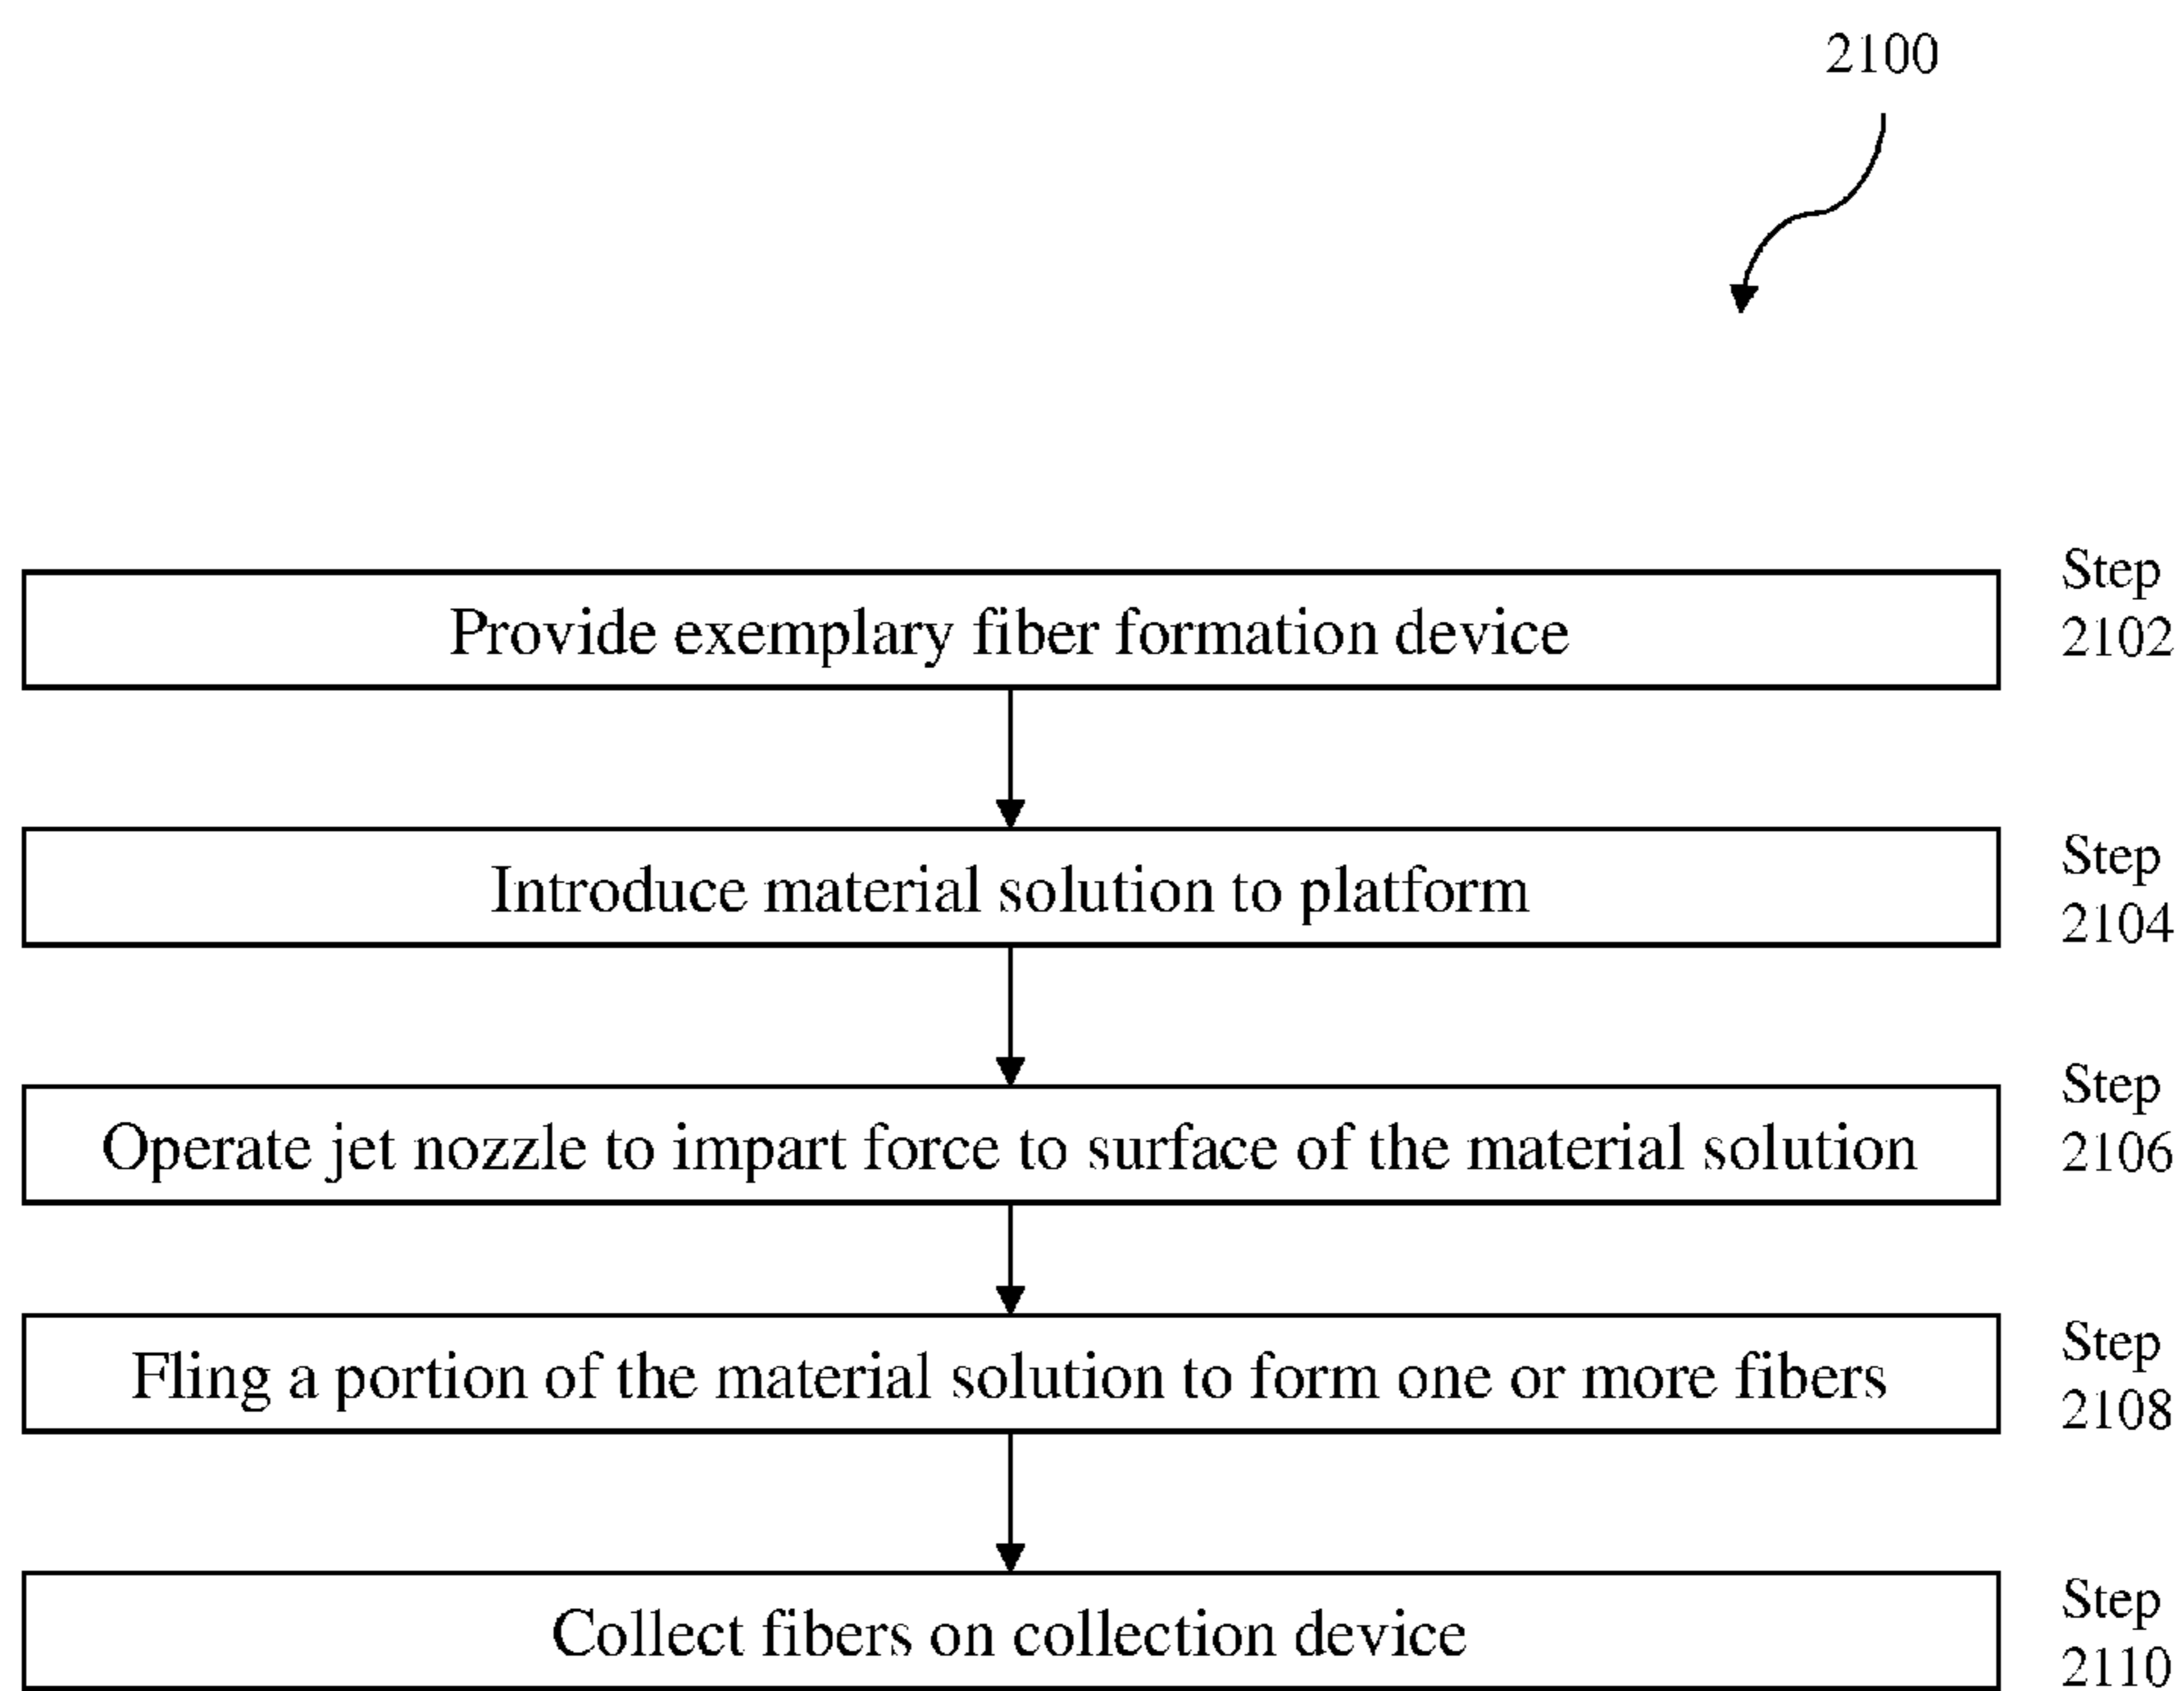 2100
Provide exemplary fiber formation device
Step
2102
Introduce material solution to platform
Step
2104
Operate jet nozzle to impart force to surface of the material solution
Step
2106
Fling a portion of the material solution to form one or more fibers
Step
2108
Collect fibers on collection device
Step
2110